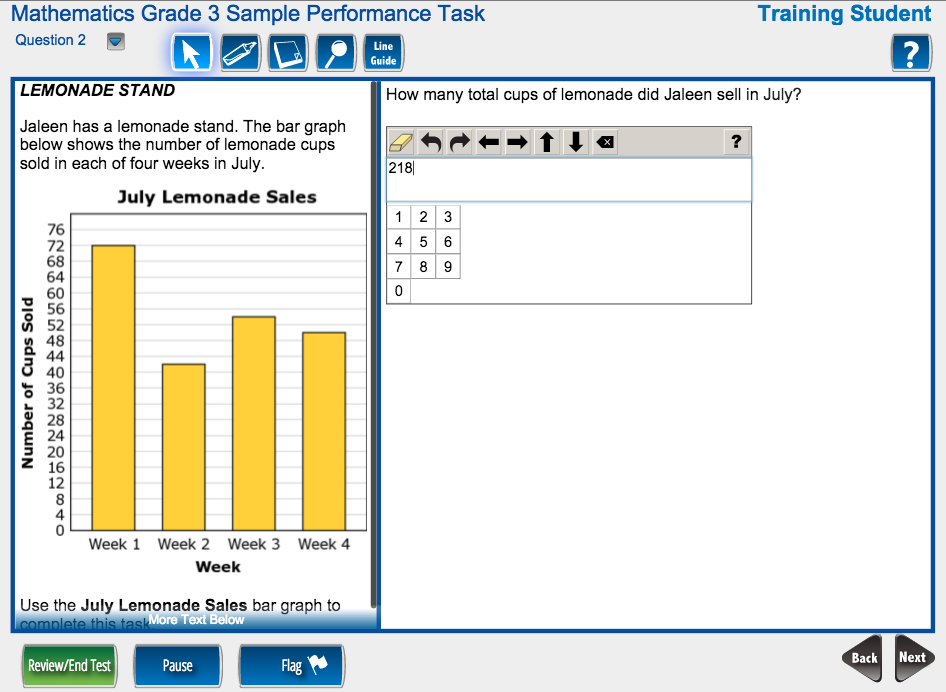 Mathematics Grade 3 Sample Performance Task
Training Student
Question 2
Line
Guide
?
LEMONADE STAND
Jaleen has a lemonade stand. The bar graph
below shows the number of lemonade cups
sold in each of four weeks in July.
July Lemonade Sales
Number of Cups Sold
76
72
68
64
60
56
52
48
44
40
36
32
28
24
20
16
12
8
4
0
Week 1 Week 2 Week 3 Week 4
Week
Use the July Lemonade Sales bar graph to
complete this task
More Text Below
How many total cups of lemonade did Jaleen sell in July?
?
218
1 2 3
4 5 6
7 8 9
0
Review/End Test
Pause
Flag
Back
Next